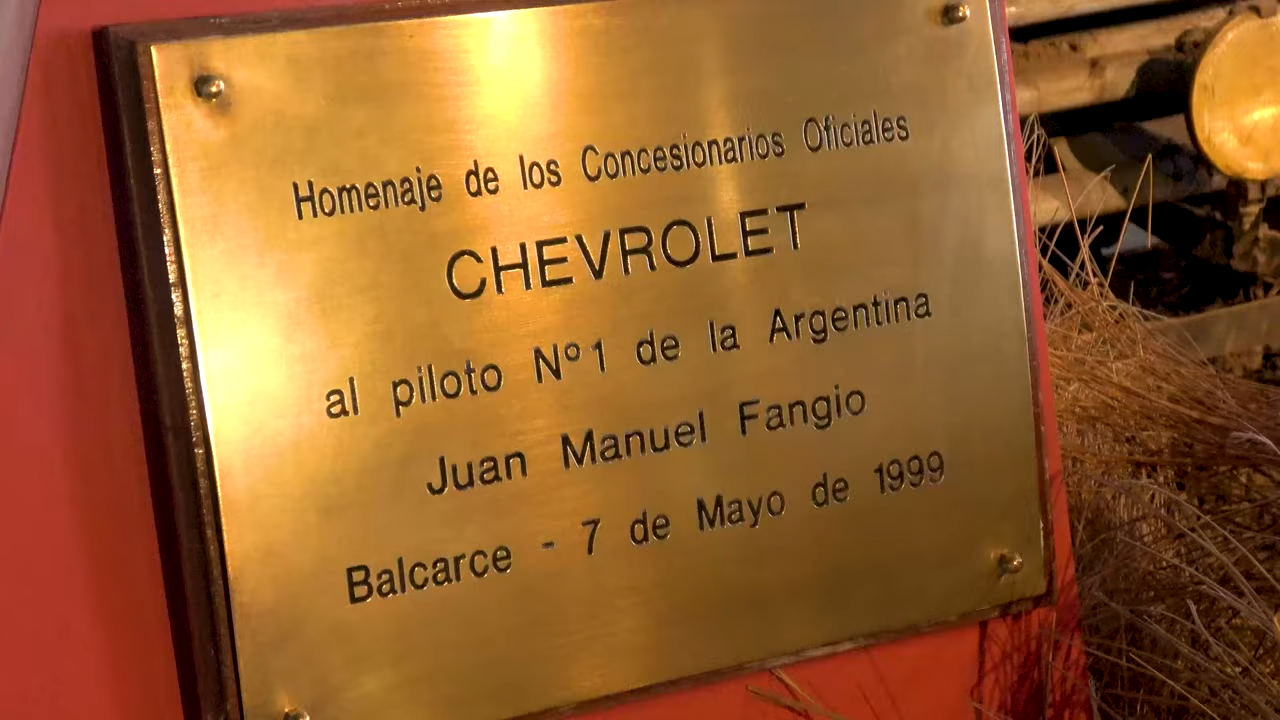 Homenaje de los Concesionarios Oficiales
CHEVROLET
al piloto Nº1 de la Argentina
Juan Manuel Fangio
Balcarce - 7 de Mayo de 1999